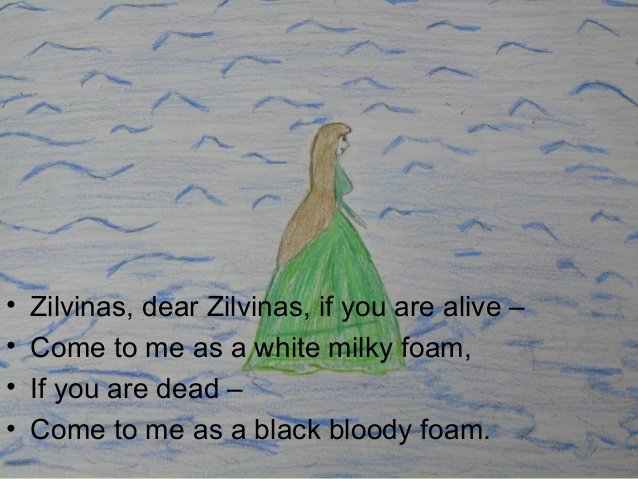 • Zilvinas, dear Zilvinas, if you are alive –
• Come to me as a white milky foam,
• If you are dead –
• Come to me as a black bloody foam.